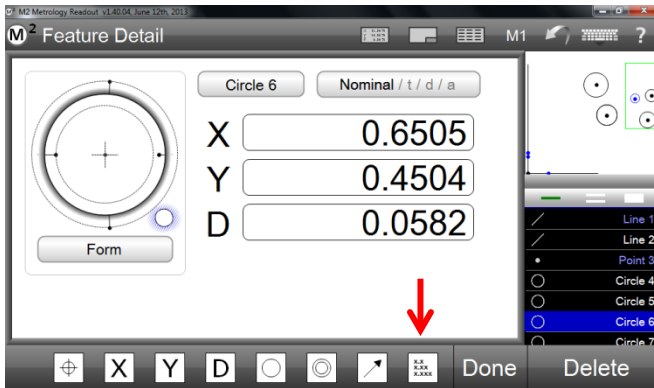 M² M2 Metrology Readout v1.40.04, June 12th, 2013
M² Feature Detail M1 ?
Circle 6 Nominal / t / d / a
X 0.6505
Y 0.4504
D 0.0582
Form
Line 1
Line 2
Point 3
Circle 4
Circle 5
Circle 6
Circle 7
X Y D X.X X.XX X.XXX Done Delete